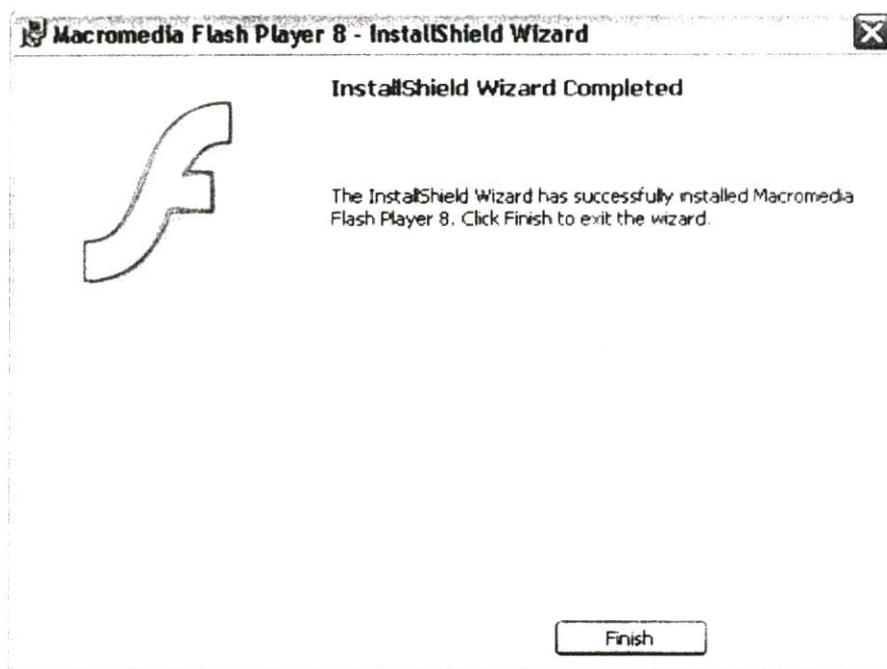 Macromedia Flash Player 8 - InstallShield Wizard
InstallShield Wizard Completed
The InstallShield Wizard has successfully installed Macromedia
Flash Player 8. Click Finish to exit the wizard.
Finish